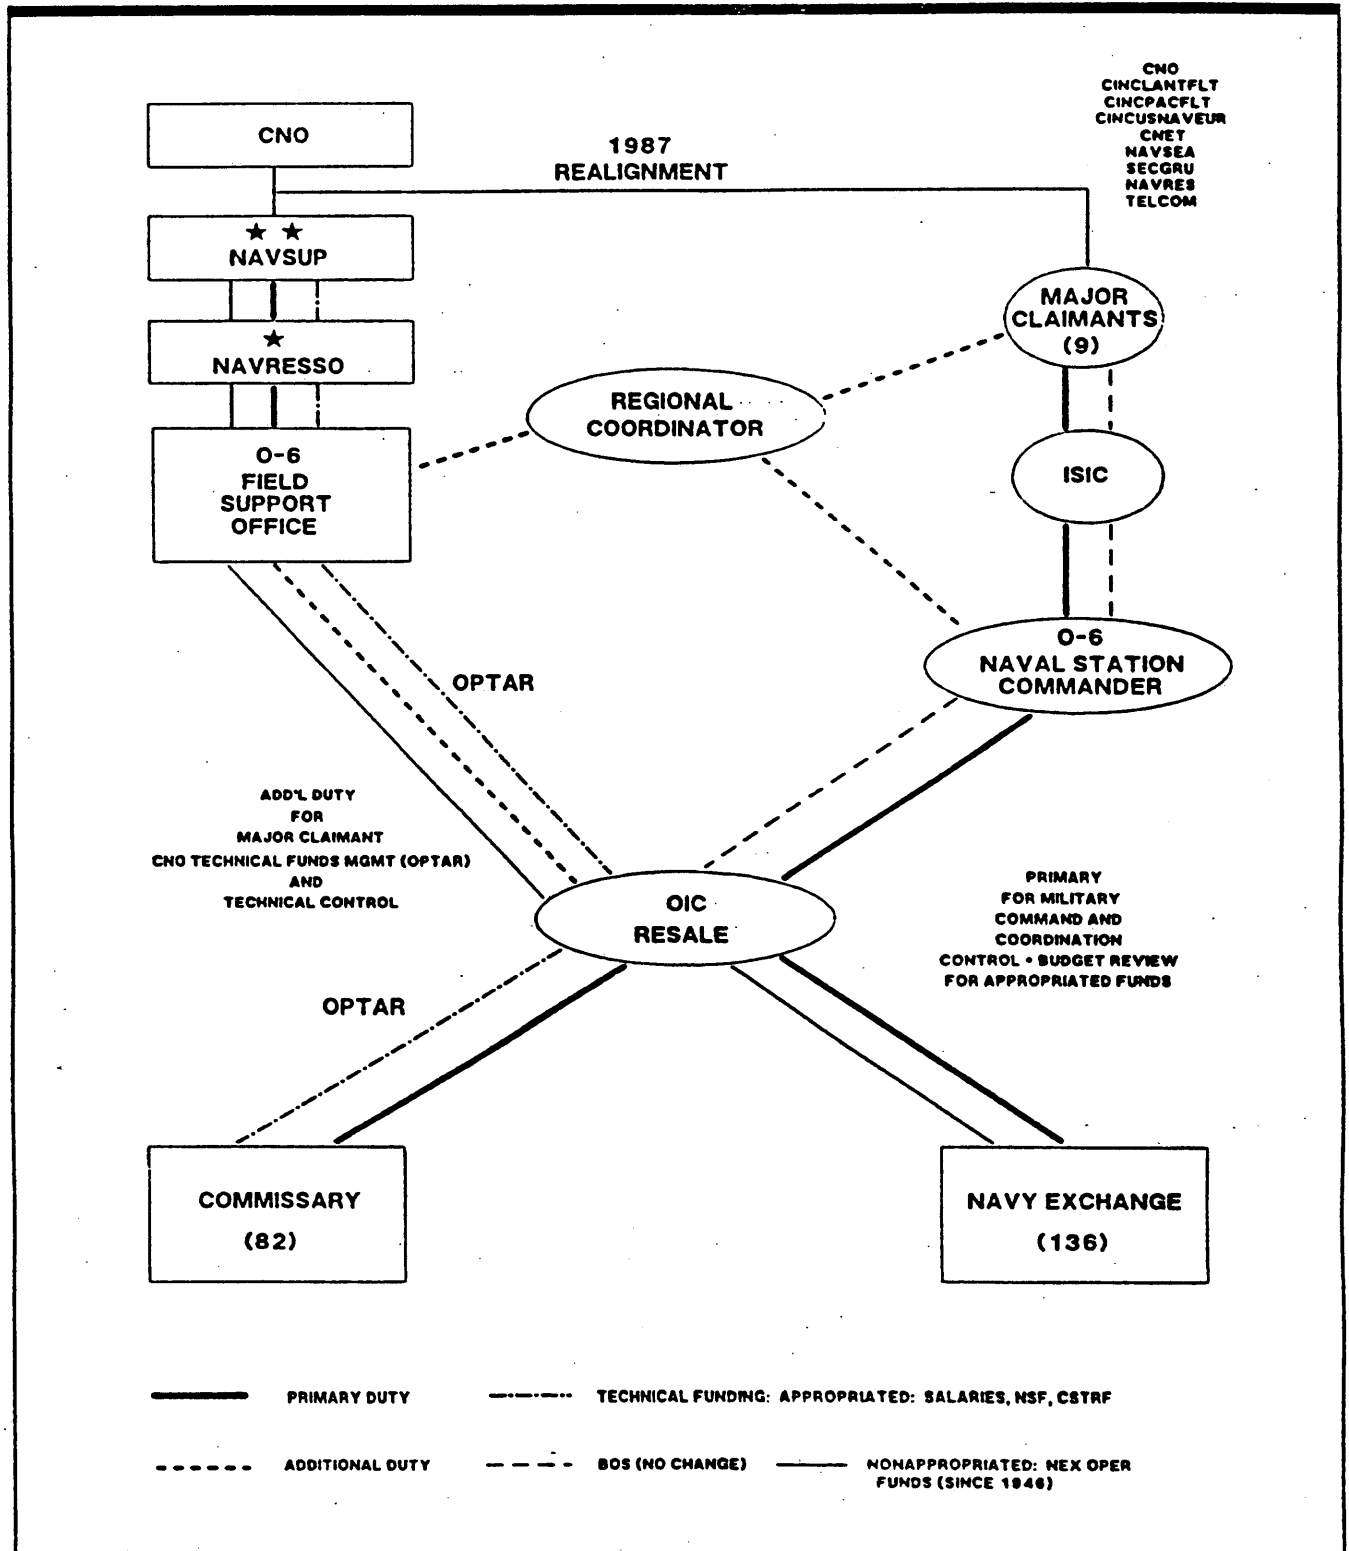 CNO
1987
REALIGNMENT
CNO
CINCLANTFLT
CINCPACFLT
CINCUSNAVEUR
CNET
NAVSEA
SECGRU
NAVRES
TELCOM
★ ★
NAVSUP
★
NAVRESSO
MAJOR
CLAIMANTS
(9)
REGIONAL
COORDINATOR
O-6
FIELD
SUPPORT
OFFICE
ISIC
O-6
NAVAL STATION
COMMANDER
OPTAR
ADD'L DUTY
FOR
MAJOR CLAIMANT
CNO TECHNICAL FUNDS MGMT (OPTAR)
AND
TECHNICAL CONTROL
OIC
RESALE
PRIMARY
FOR MILITARY
COMMAND AND
COORDINATION
CONTROL • BUDGET REVIEW
FOR APPROPRIATED FUNDS
OPTAR
COMMISSARY
(82)
NAVY EXCHANGE
(136)
PRIMARY DUTY
TECHNICAL FUNDING: APPROPRIATED: SALARIES, NSF, CSTRF
ADDITIONAL DUTY
BOS (NO CHANGE)
NONAPPROPRIATED: NEX OPER
FUNDS (SINCE 1946)